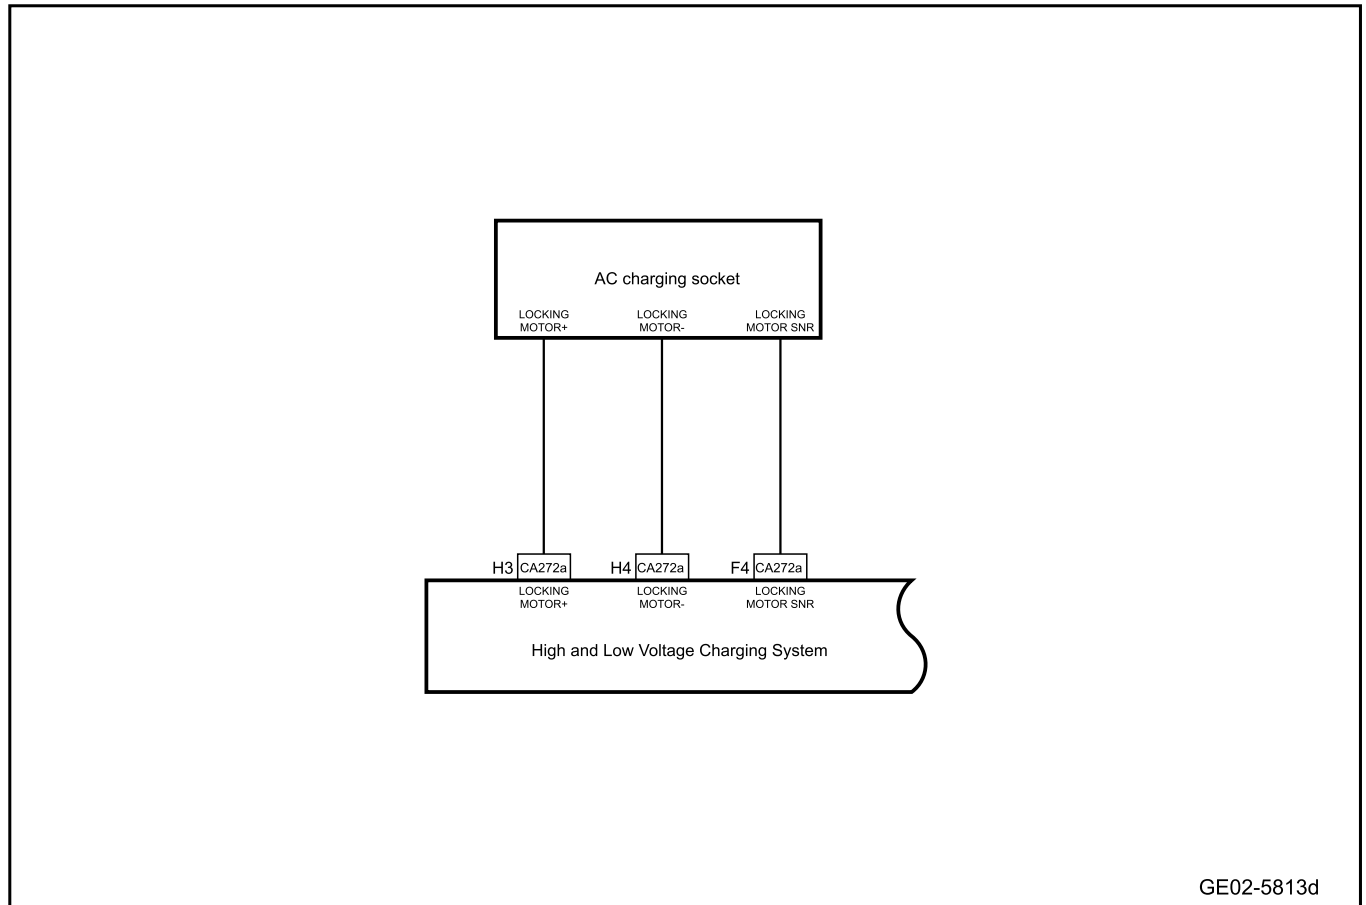 AC charging socket
LOCKING
MOTOR+
LOCKING
MOTOR-
LOCKING
MOTOR SNR
H3 CA272a
H4 CA272a
F4 CA272a
LOCKING
MOTOR+
LOCKING
MOTOR-
LOCKING
MOTOR SNR
High and Low Voltage Charging System
GE02-5813d